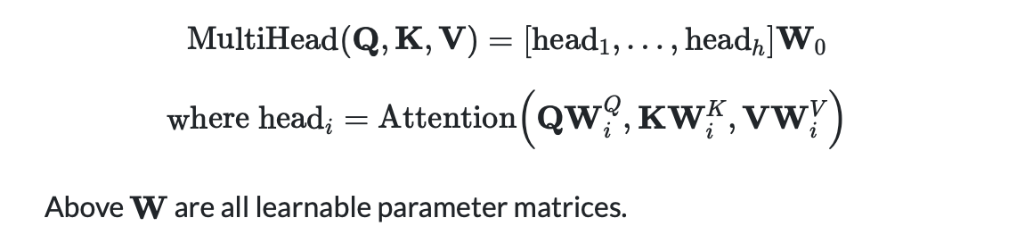 MultiHead(Q, K, V) = [head₁, . . . , headₕ]W₀
where headᵢ = Attention(QWᵢ^Q, KWᵢ^K, VWᵢ^V)
Above W are all learnable parameter matrices.